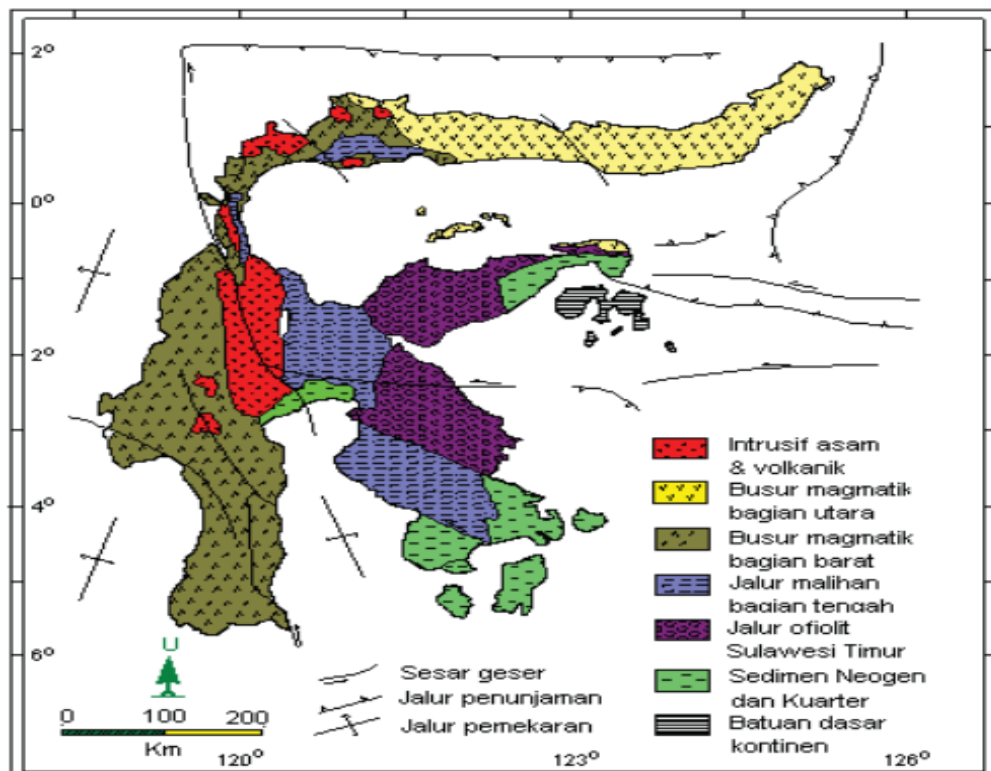 2°
0°
2°
4°
6°
Intrusif asam
& volkanik
Busur magmatik
bagian utara
Busur magmatik
bagian barat
Jalur malihan
bagian tengah
Jalur ofiolit
Sulawesi Timur
Sedimen Neogen
dan Kuarter
Batuan dasar
kontinen
U
0 100 200
Km
Sesar geser
Jalur penunjaman
Jalur pemekaran
120° 123° 126°